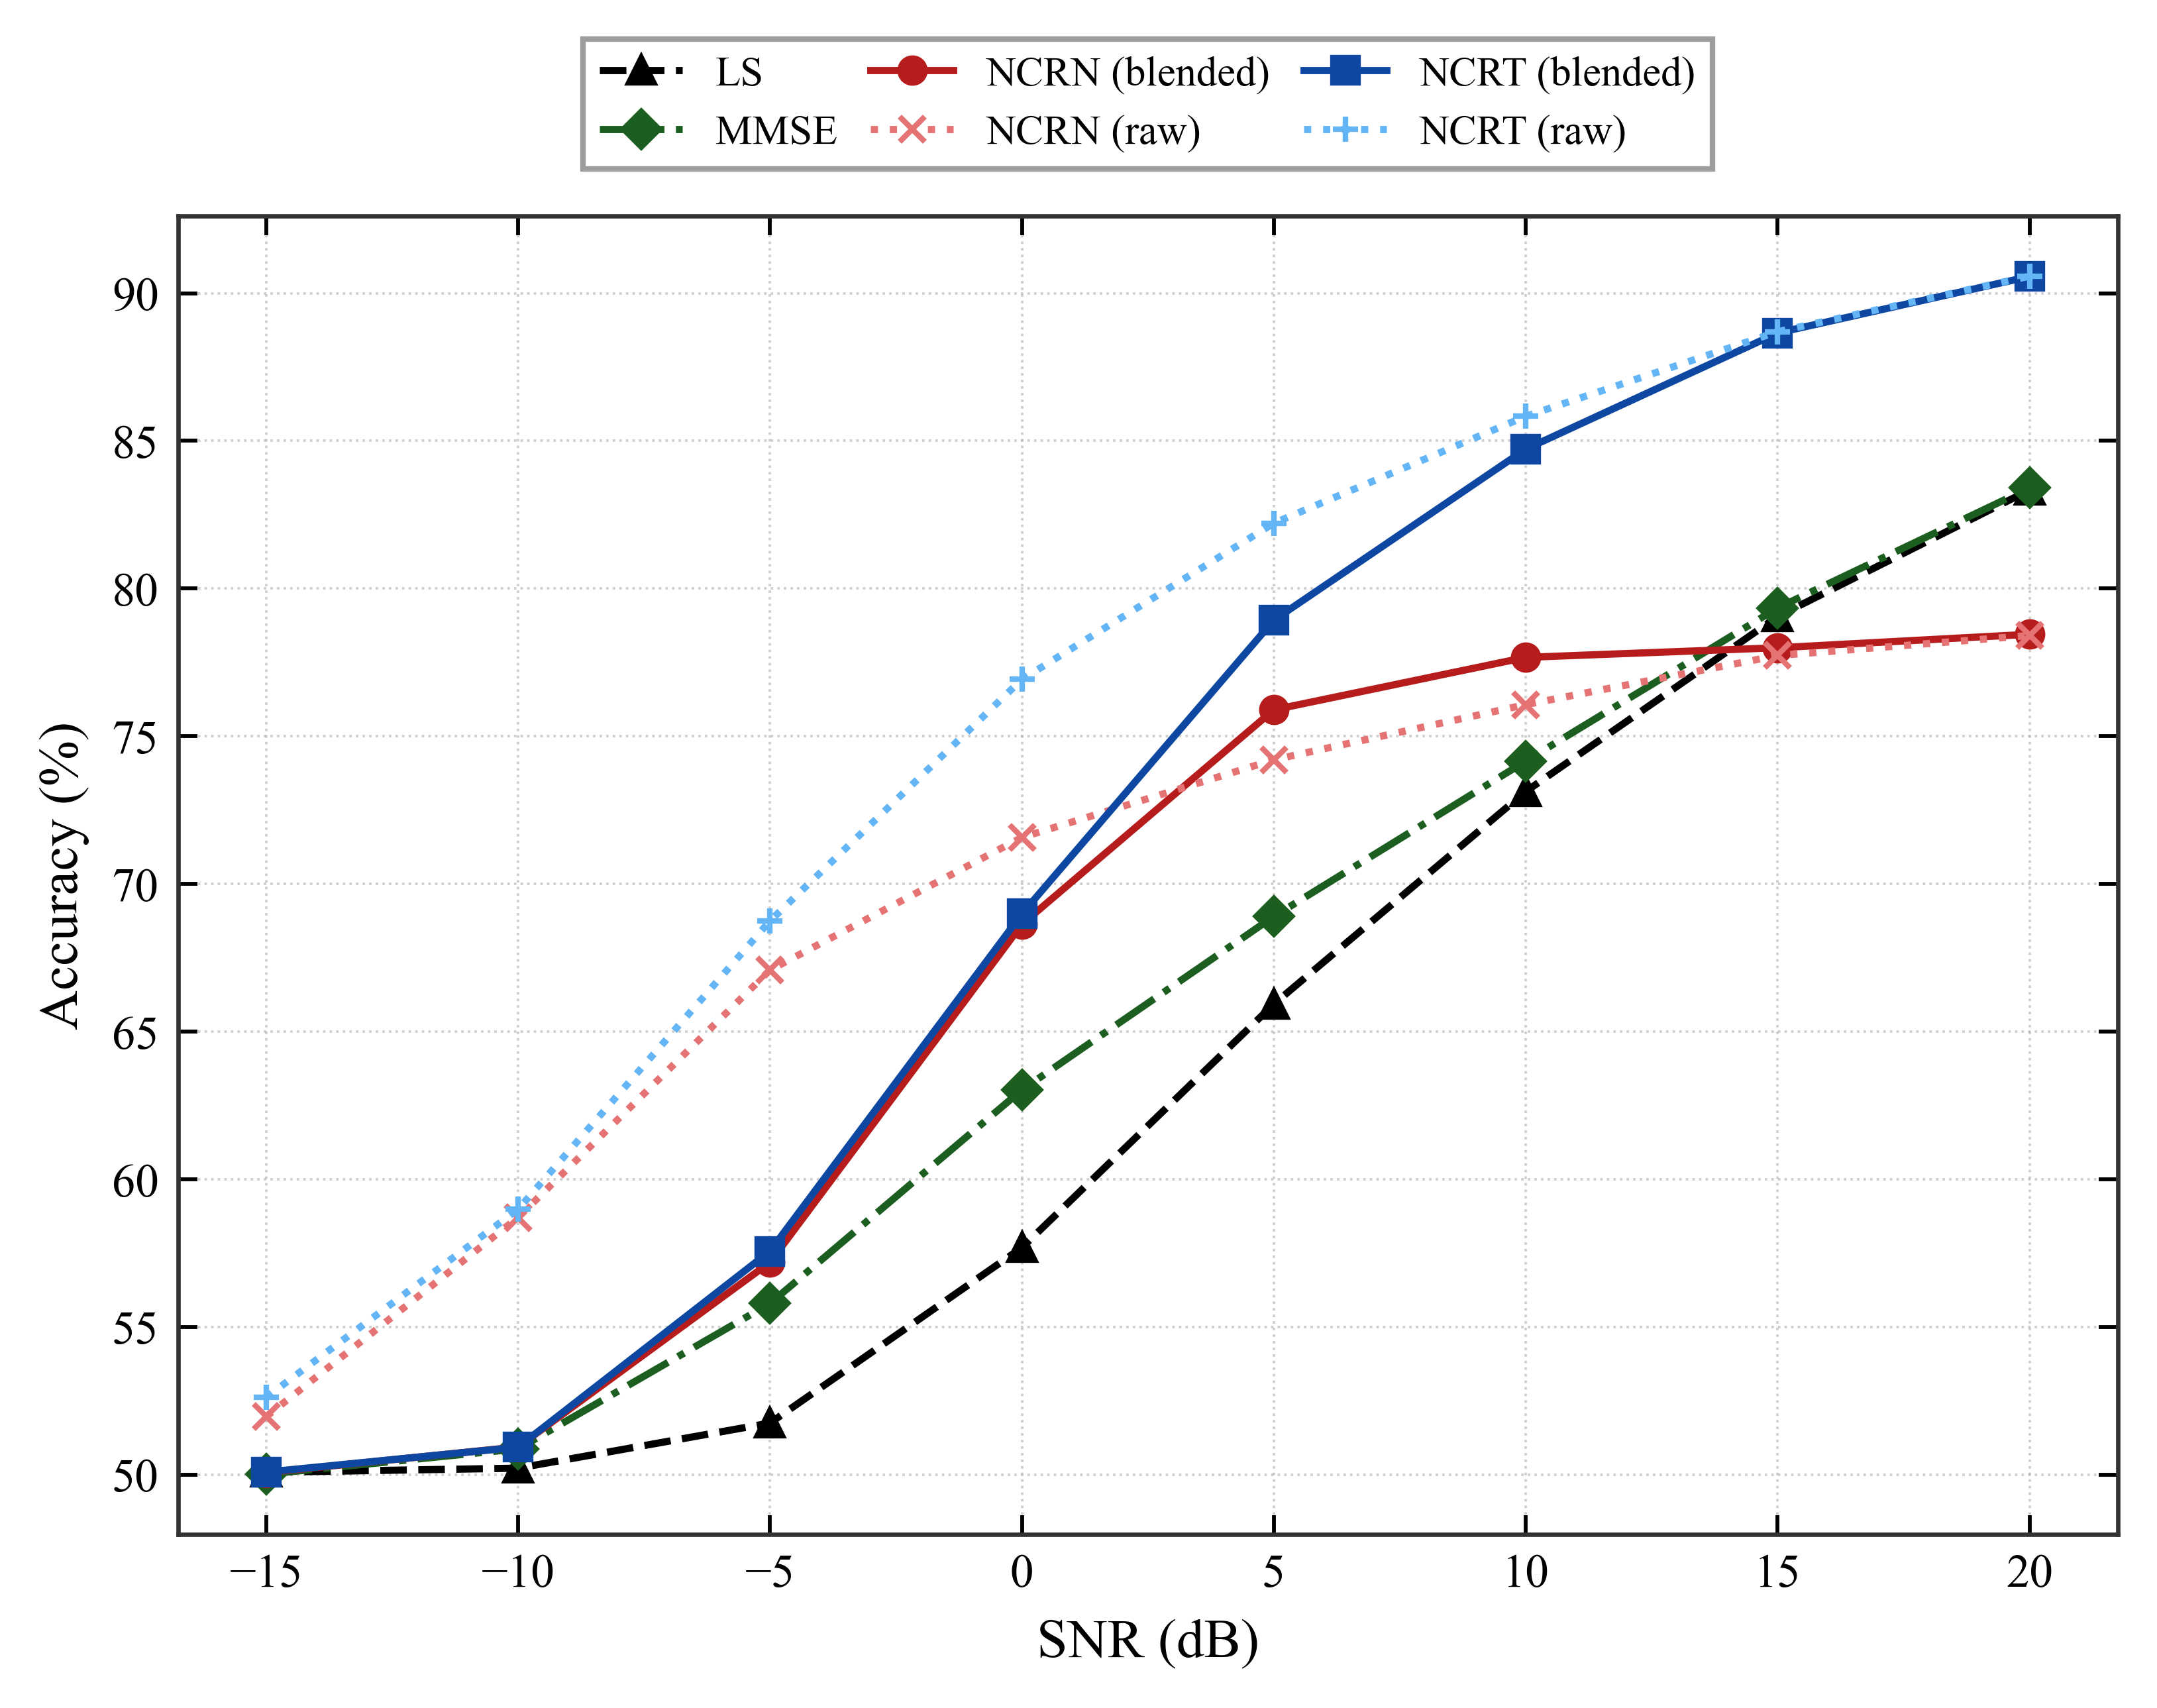 LS NCRN (blended) NCRT (blended)
MMSE NCRN (raw) NCRT (raw)
90
85
80
75
70
65
60
55
50
Accuracy (%)
−15 −10 −5 0 5 10 15 20
SNR (dB)